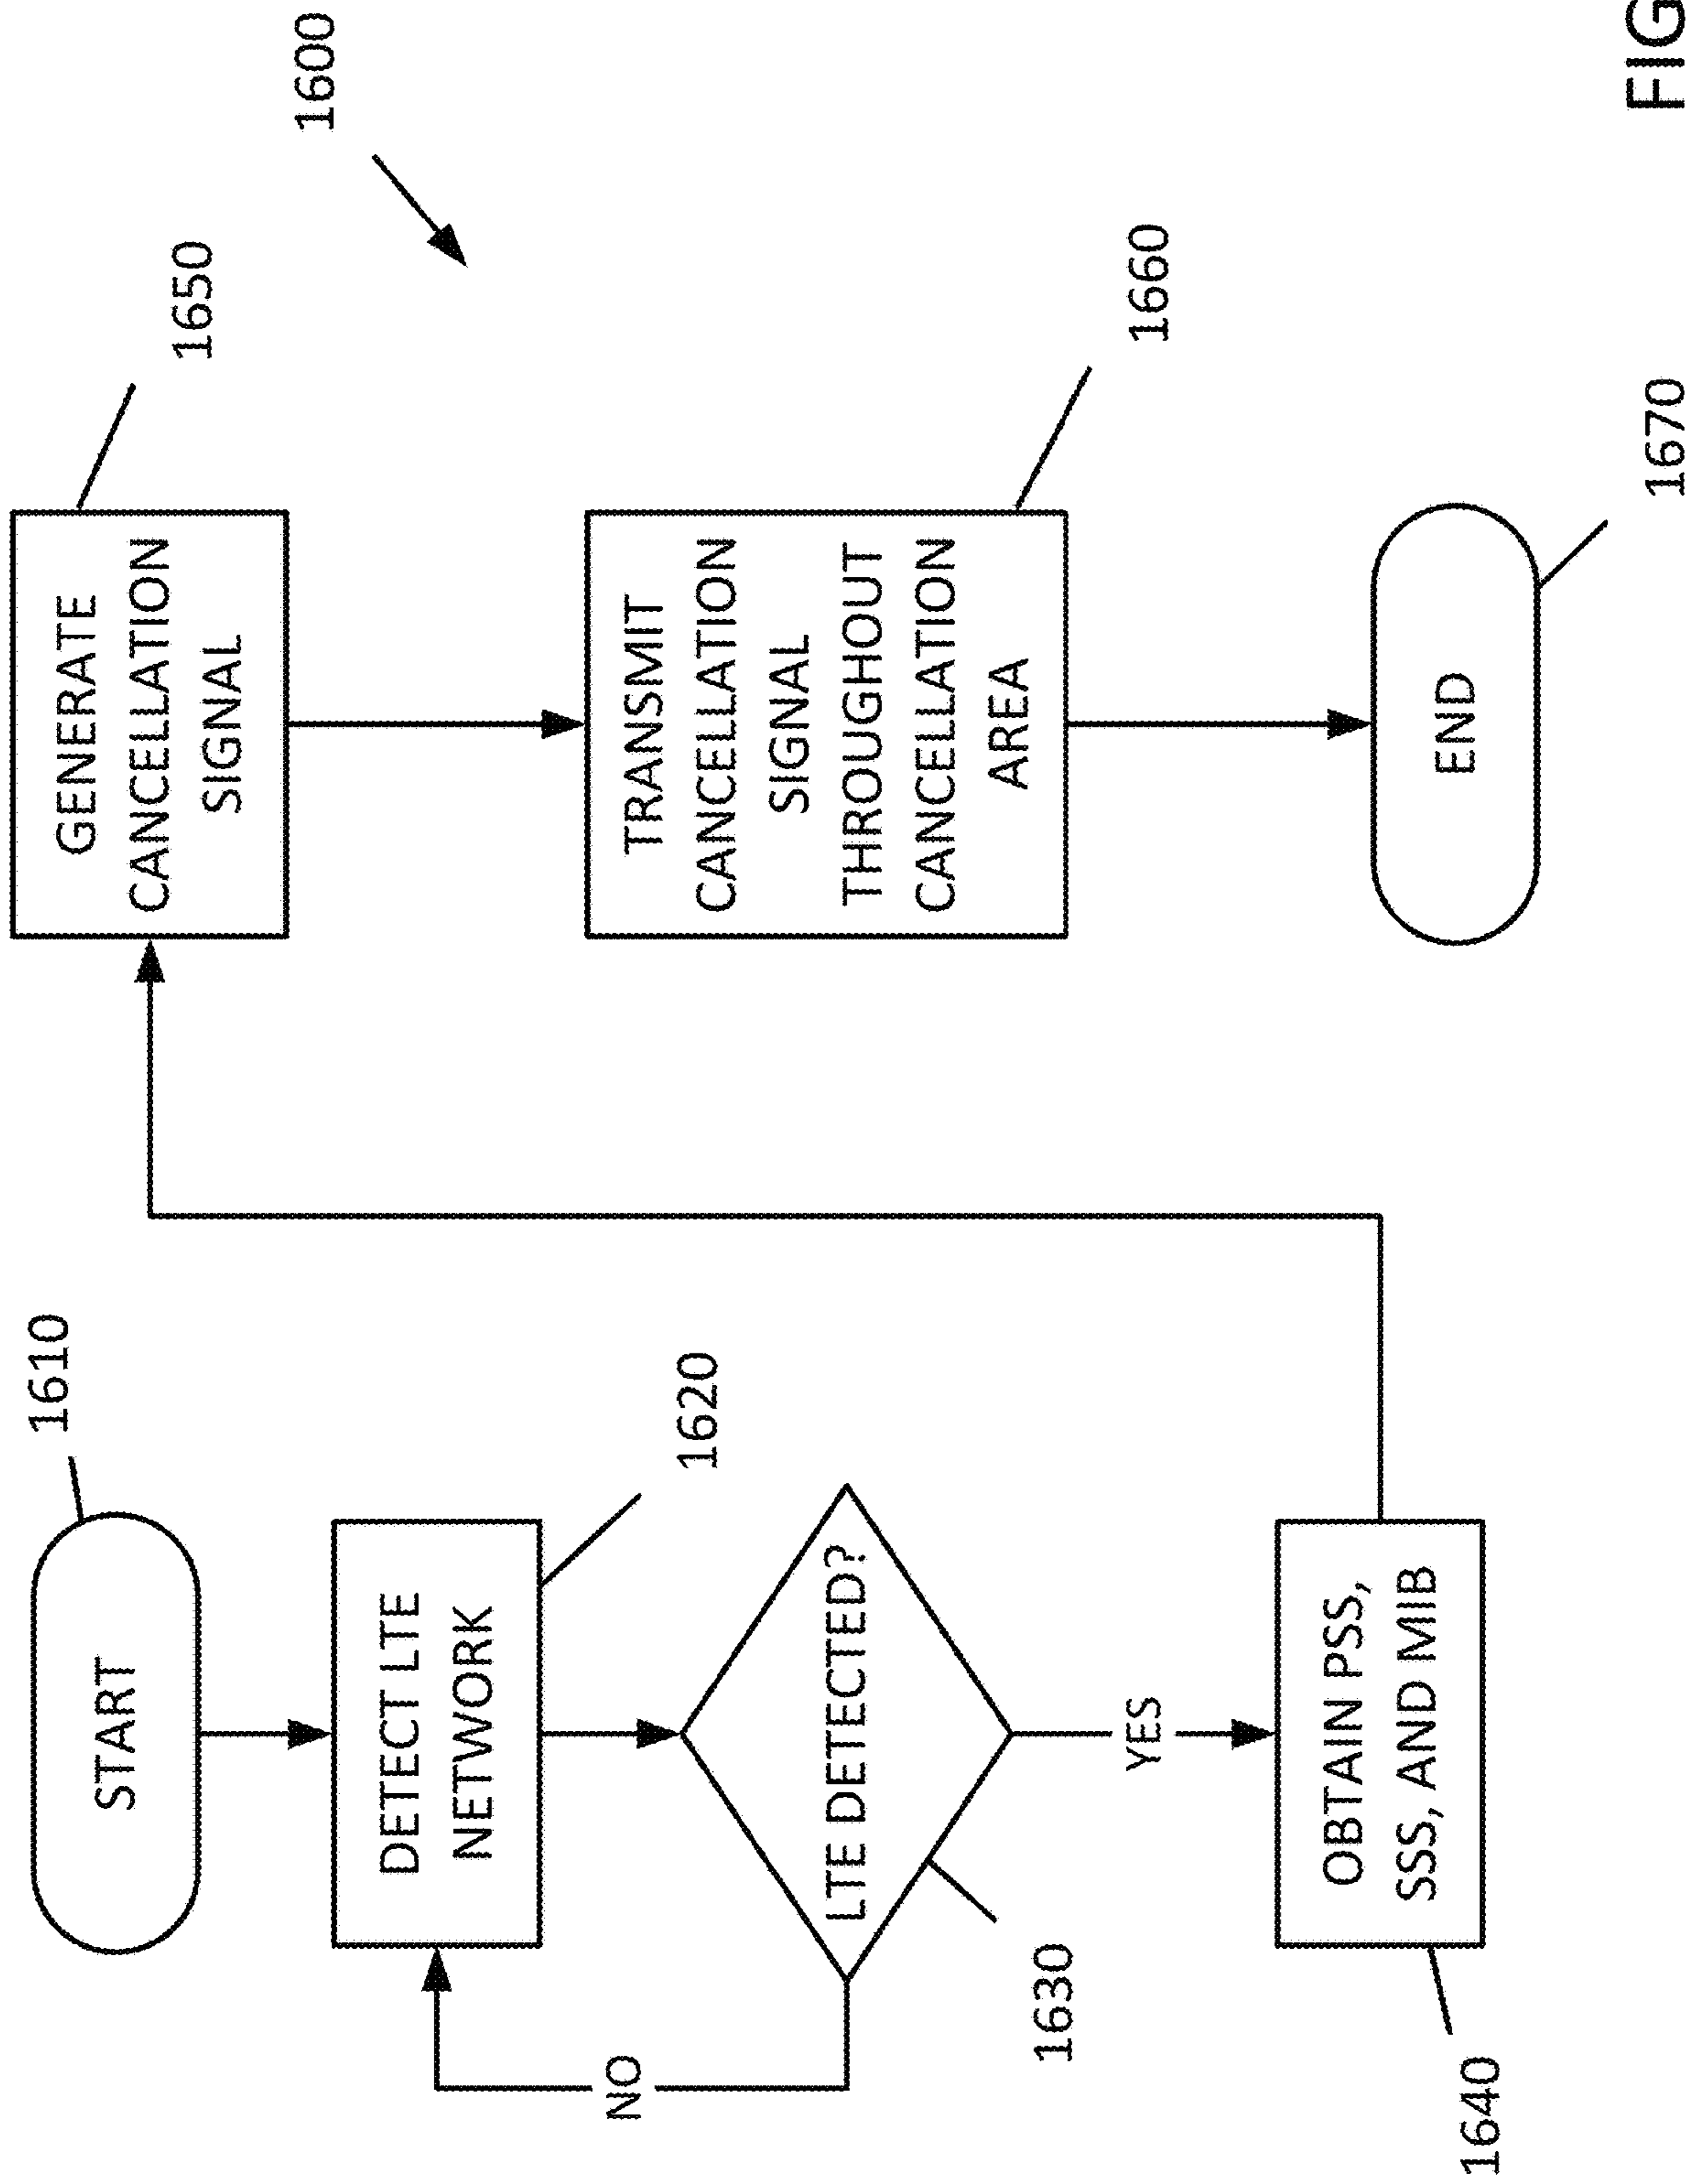 1610
START
DETECT LTE
NETWORK
1620
LTE DETECTED?
1630
NO
YES
OBTAIN PSS,
SSS, AND MIB
1640
GENERATE
CANCELLATION
SIGNAL
1650
1600
TRANSMIT
CANCELLATION
SIGNAL
THROUGHOUT
CANCELLATION
AREA
1660
END
1670
FIG